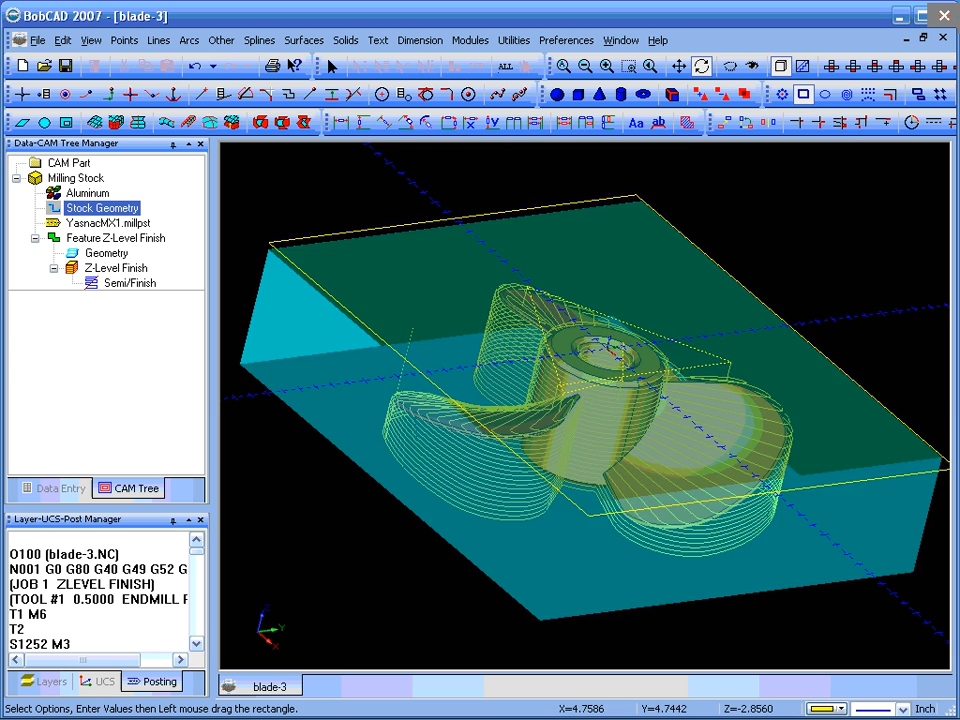 BobCAD 2007 - [blade-3]
File Edit View Points Lines Arcs Other Splines Surfaces Solids Text Dimension Modules Utilities Preferences Window Help
ALL
Aa ab
Data-CAM Tree Manager
CAM Part
Milling Stock
Aluminum
Stock Geometry
YasnacMX1.millpst
Feature Z-Level Finish
Geometry
Z-Level Finish
Semi/Finish
Data Entry CAM Tree
Layer-UCS-Post Manager
O100 (blade-3.NC)
N001 G0 G80 G40 G49 G52 G
(JOB 1 ZLEVEL FINISH)
(TOOL #1 0.5000 ENDMILL F
T1 M6
T2
S1252 M3
Layers UCS Posting
Z
Y
X
blade-3
Select Options, Enter Values then Left mouse drag the rectangle. X=4.7586 Y=4.7442 Z=-2.8560 Inch